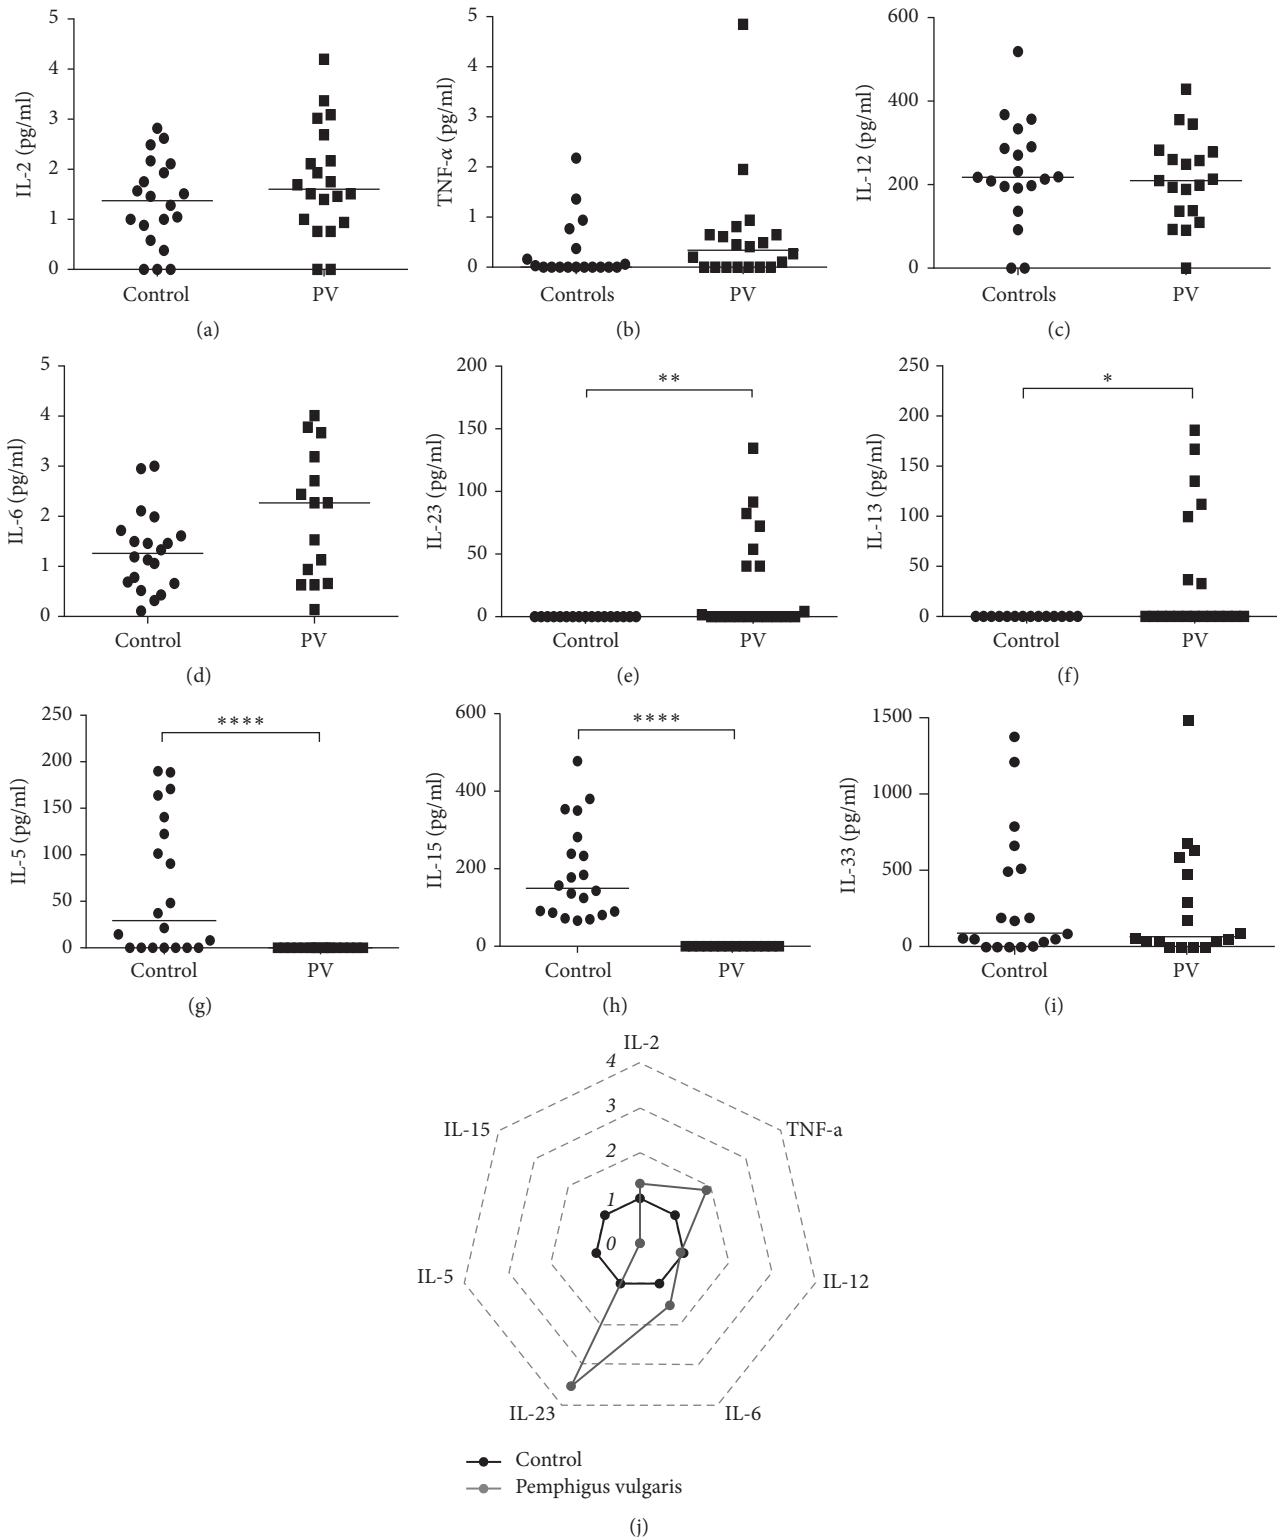 IL-2 (pg/ml)
5
4
3
2
1
0
Control PV
(a)
TNF-α (pg/ml)
5
4
3
2
1
0
Controls PV
(b)
IL-12 (pg/ml)
600
400
200
0
Controls PV
(c)
IL-6 (pg/ml)
5
4
3
2
1
0
Control PV
(d)
IL-23 (pg/ml)
200
150
100
50
0
**
Control PV
(e)
IL-13 (pg/ml)
250
200
150
100
50
0
*
Control PV
(f)
IL-5 (pg/ml)
250
200
150
100
50
0
****
Control PV
(g)
IL-15 (pg/ml)
600
400
200
0
****
Control PV
(h)
IL-33 (pg/ml)
1500
1000
500
0
Control PV
(i)
IL-2
4
3
2
1
0
IL-15 TNF-a
IL-5 IL-12
IL-23 IL-6
Control
Pemphigus vulgaris
(j)